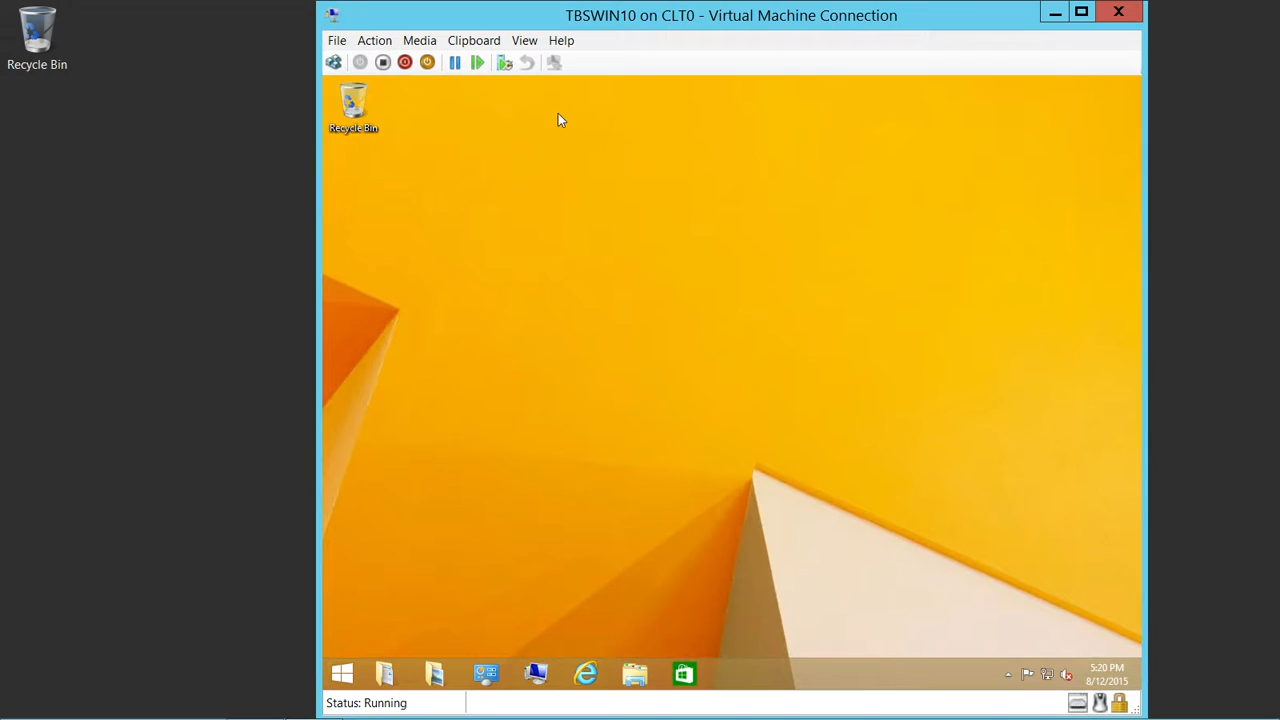 Recycle Bin
TBSWIN10 on CLT0 - Virtual Machine Connection
File Action Media Clipboard View Help
Recycle Bin
5:20 PM
8/12/2015
Status: Running